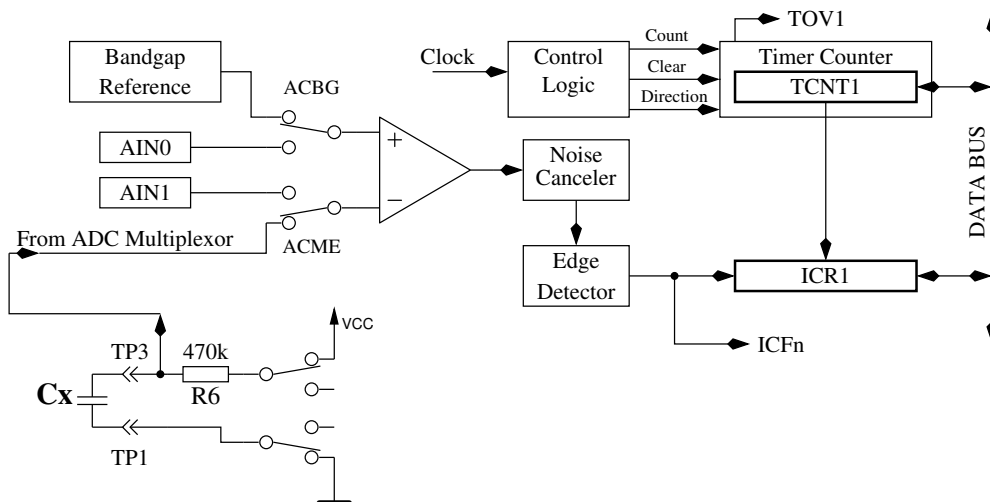 TOV1
Count
Clock
Control
Logic
Clear
Direction
Timer Counter
TCNT1
Bandgap
Reference
ACBG
AIN0
+
AIN1
−
Noise
Canceler
DATA BUS
From ADC Multiplexor
ACME
Edge
Detector
ICR1
VCC
ICFn
TP3
470k
R6
Cx
TP1